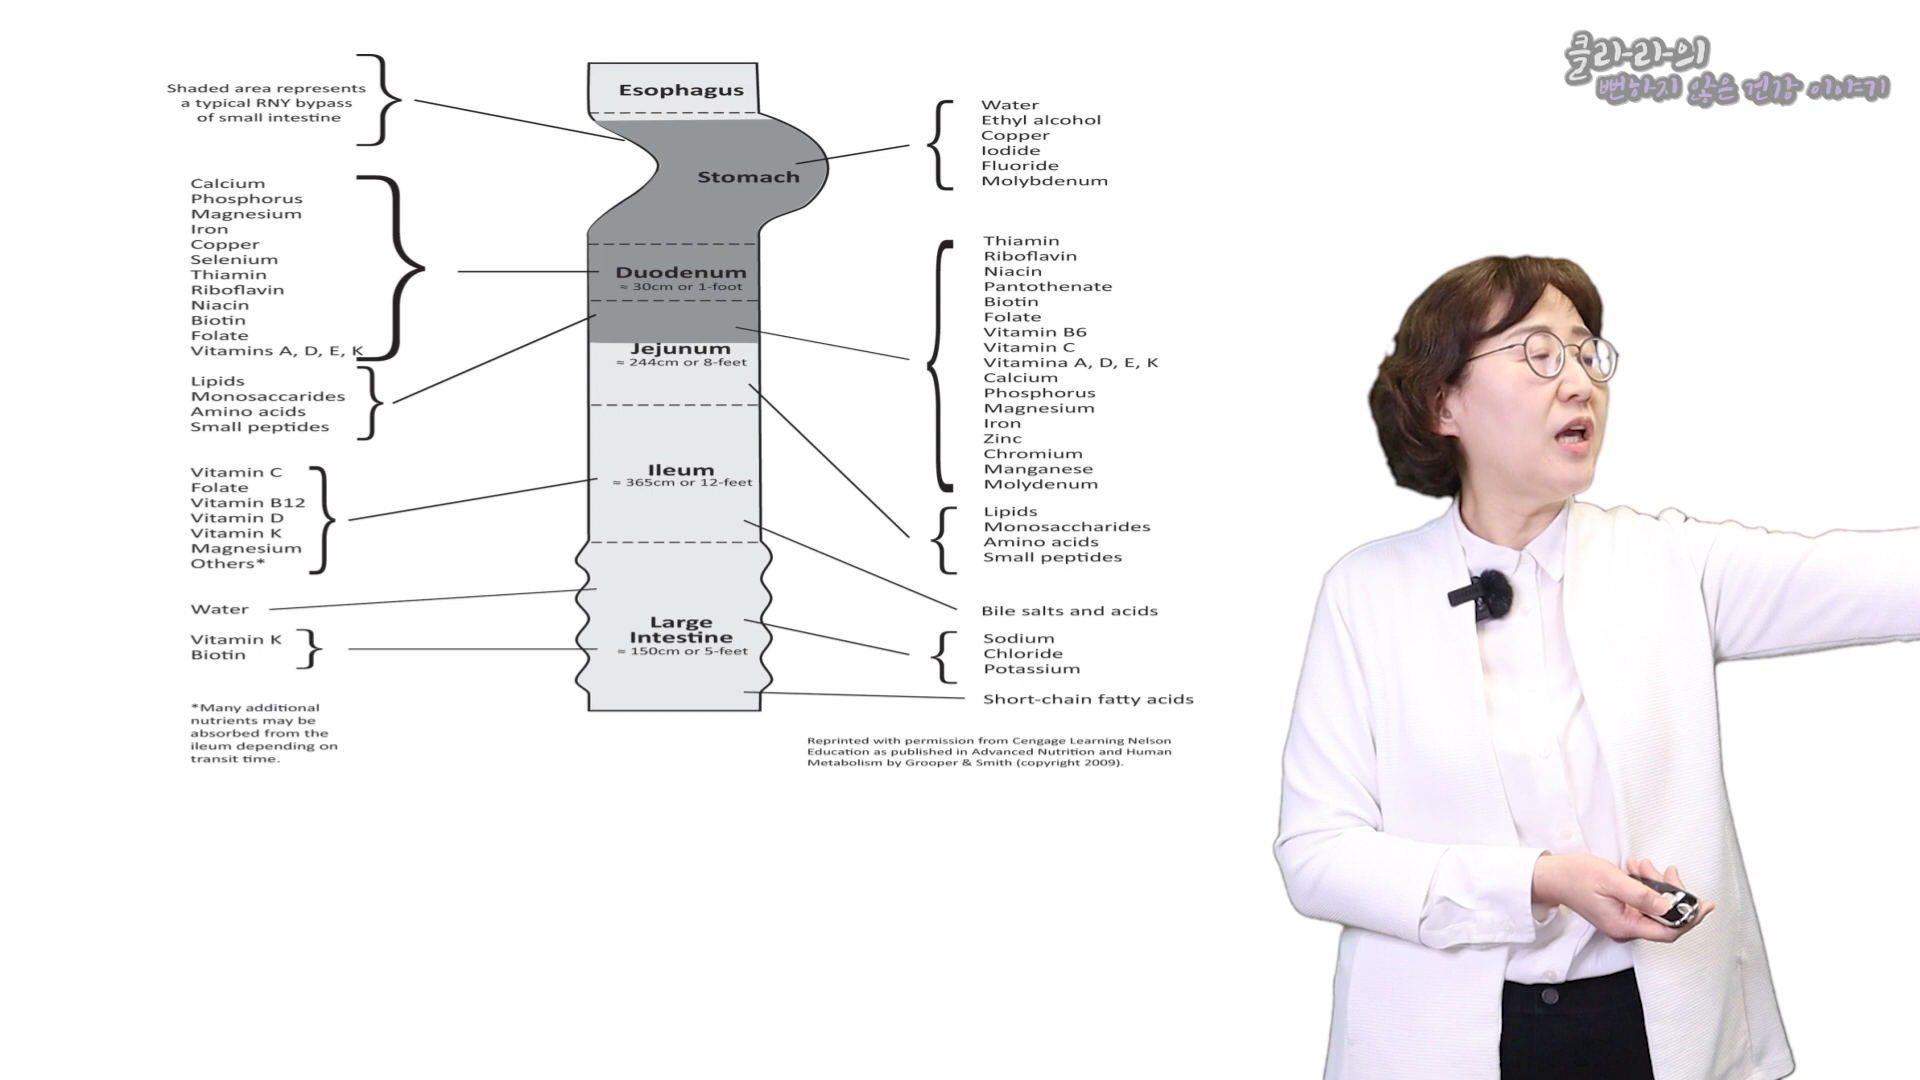 클라라의
뻔하지 않은 건강 이야기
Shaded area represents
a typical RNY bypass
of small intestine
Calcium
Phosphorus
Magnesium
Iron
Copper
Selenium
Thiamin
Riboflavin
Niacin
Biotin
Folate
Vitamins A, D, E, K
Lipids
Monosaccarides
Amino acids
Small peptides
Vitamin C
Folate
Vitamin B12
Vitamin D
Vitamin K
Magnesium
Others*
Water
Vitamin K
Biotin
*Many additional
nutrients may be
absorbed from the
ileum depending on
transit time.
Esophagus
Stomach
Duodenum
≈ 30cm or 1-foot
Jejunum
≈ 244cm or 8-feet
Ileum
≈ 365cm or 12-feet
Large
Intestine
≈ 150cm or 5-feet
Water
Ethyl alcohol
Copper
Iodide
Fluoride
Molybdenum
Thiamin
Riboflavin
Niacin
Pantothenate
Biotin
Folate
Vitamin B6
Vitamin C
Vitamina A, D, E, K
Calcium
Phosphorus
Magnesium
Iron
Zinc
Chromium
Manganese
Molydenum
Lipids
Monosaccharides
Amino acids
Small peptides
Bile salts and acids
Sodium
Chloride
Potassium
Short-chain fatty acids
Reprinted with permission from Cengage Learning Nelson
Education as published in Advanced Nutrition and Human
Metabolism by Grooper & Smith (copyright 2009).